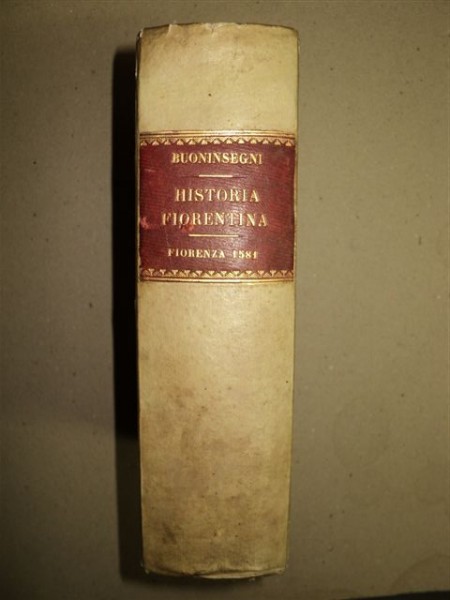 BUONINSEGNI
HISTORIA
FIORENTINA
FIORENZA 1581